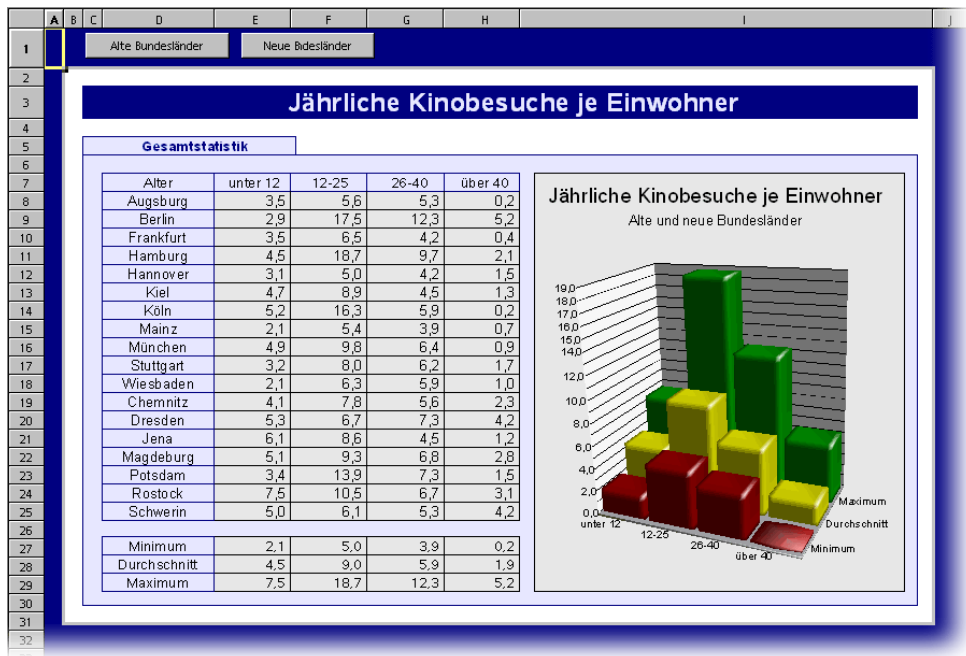 A B C D E F G H I J
1 Alte Bundesländer Neue Bıdesländer
2
3 Jährliche Kinobesuche je Einwohner
4
5 Gesamtstatistik
6
7 Alter unter 12 12-25 26-40 über 40
8 Augsburg 3,5 5,6 5,3 0,2
9 Berlin 2,9 17,5 12,3 5,2
10 Frankfurt 3,5 6,5 4,2 0,4
11 Hamburg 4,5 18,7 9,7 2,1
12 Hannover 3,1 5,0 4,2 1,5
13 Kiel 4,7 8,9 4,5 1,3
14 Köln 5,2 16,3 5,9 0,2
15 Mainz 2,1 5,4 3,9 0,7
16 München 4,9 9,8 6,4 0,9
17 Stuttgart 3,2 8,0 6,2 1,7
18 Wiesbaden 2,1 6,3 5,9 1,0
19 Chemnitz 4,1 7,8 5,6 2,3
20 Dresden 5,3 6,7 7,3 4,2
21 Jena 6,1 8,6 4,5 1,2
22 Magdeburg 5,1 9,3 6,8 2,8
23 Potsdam 3,4 13,9 7,3 1,5
24 Rostock 7,5 10,5 6,7 3,1
25 Schwerin 5,0 6,1 5,3 4,2
26
27 Minimum 2,1 5,0 3,9 0,2
28 Durchschnitt 4,5 9,0 5,9 1,9
29 Maximum 7,5 18,7 12,3 5,2
30
31
32
Jährliche Kinobesuche je Einwohner
Alte und neue Bundesländer
19,0
18,0
17,0
16,0
15,0
14,0
12,0
10,0
8,0
6,0
4,0
2,0
0,0
unter 12
12-25
26-40
über 40
Maximum
Durchschnitt
Minimum